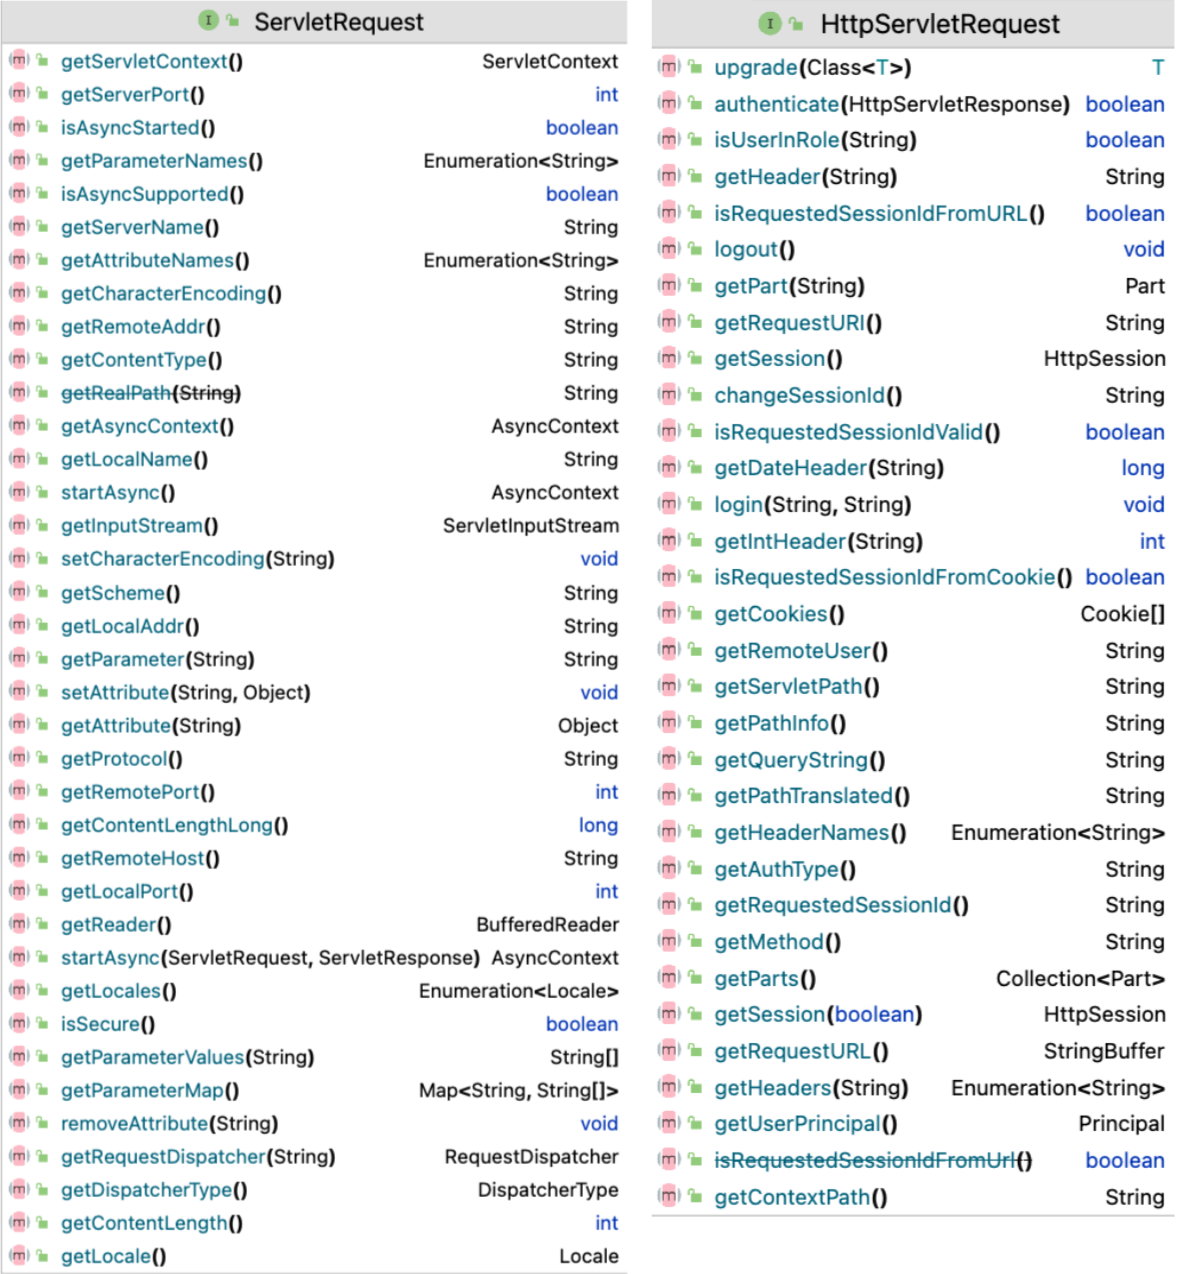 ServletRequest
getServletContext() ServletContext
getServerPort() int
isAsyncStarted() boolean
getParameterNames() Enumeration<String>
isAsyncSupported() boolean
getServerName() String
getAttributeNames() Enumeration<String>
getCharacterEncoding() String
getRemoteAddr() String
getContentType() String
getRealPath(String) String
getAsyncContext() AsyncContext
getLocalName() String
startAsync() AsyncContext
getInputStream() ServletInputStream
setCharacterEncoding(String) void
getScheme() String
getLocalAddr() String
getParameter(String) String
setAttribute(String, Object) void
getAttribute(String) Object
getProtocol() String
getRemotePort() int
getContentLengthLong() long
getRemoteHost() String
getLocalPort() int
getReader() BufferedReader
startAsync(ServletRequest, ServletResponse) AsyncContext
getLocales() Enumeration<Locale>
isSecure() boolean
getParameterValues(String) String[]
getParameterMap() Map<String, String[]>
removeAttribute(String) void
getRequestDispatcher(String) RequestDispatcher
getDispatcherType() DispatcherType
getContentLength() int
getLocale() Locale
HttpServletRequest
upgrade(Class<T>) T
authenticate(HttpServletResponse) boolean
isUserInRole(String) boolean
getHeader(String) String
isRequestedSessionIdFromURL() boolean
logout() void
getPart(String) Part
getRequestURI() String
getSession() HttpSession
changeSessionId() String
isRequestedSessionIdValid() boolean
getDateHeader(String) long
login(String, String) void
getIntHeader(String) int
isRequestedSessionIdFromCookie() boolean
getCookies() Cookie[]
getRemoteUser() String
getServletPath() String
getPathInfo() String
getQueryString() String
getPathTranslated() String
getHeaderNames() Enumeration<String>
getAuthType() String
getRequestedSessionId() String
getMethod() String
getParts() Collection<Part>
getSession(boolean) HttpSession
getRequestURL() StringBuffer
getHeaders(String) Enumeration<String>
getUserPrincipal() Principal
isRequestedSessionIdFromUrl() boolean
getContextPath() String